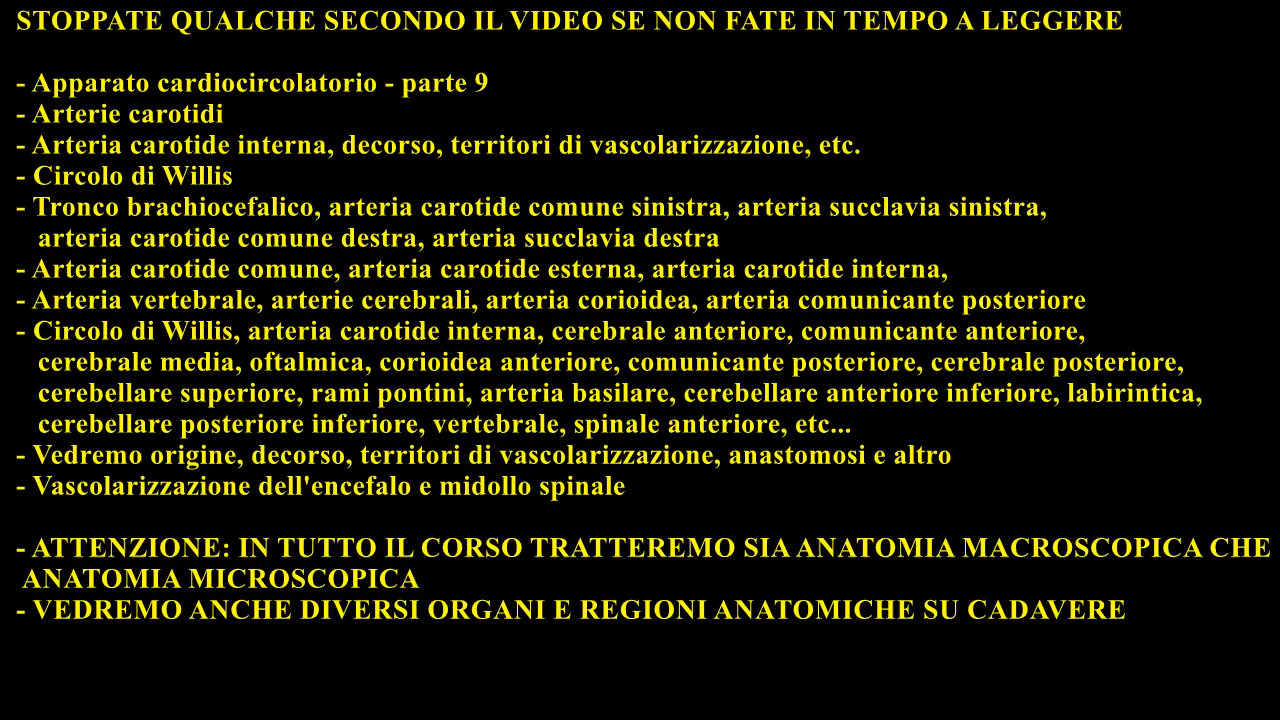 STOPPATE QUALCHE SECONDO IL VIDEO SE NON FATE IN TEMPO A LEGGERE
- Apparato cardiocircolatorio - parte 9
- Arterie carotidi
- Arteria carotide interna, decorso, territori di vascolarizzazione, etc.
- Circolo di Willis
- Tronco brachiocefalico, arteria carotide comune sinistra, arteria succlavia sinistra,
arteria carotide comune destra, arteria succlavia destra
- Arteria carotide comune, arteria carotide esterna, arteria carotide interna,
- Arteria vertebrale, arterie cerebrali, arteria corioidea, arteria comunicante posteriore
- Circolo di Willis, arteria carotide interna, cerebrale anteriore, comunicante anteriore,
cerebrale media, oftalmica, corioidea anteriore, comunicante posteriore, cerebrale posteriore,
cerebellare superiore, rami pontini, arteria basilare, cerebellare anteriore inferiore, labirintica,
cerebellare posteriore inferiore, vertebrale, spinale anteriore, etc...
- Vedremo origine, decorso, territori di vascolarizzazione, anastomosi e altro
- Vascolarizzazione dell'encefalo e midollo spinale
- ATTENZIONE: IN TUTTO IL CORSO TRATTEREMO SIA ANATOMIA MACROSCOPICA CHE
ANATOMIA MICROSCOPICA
- VEDREMO ANCHE DIVERSI ORGANI E REGIONI ANATOMICHE SU CADAVERE